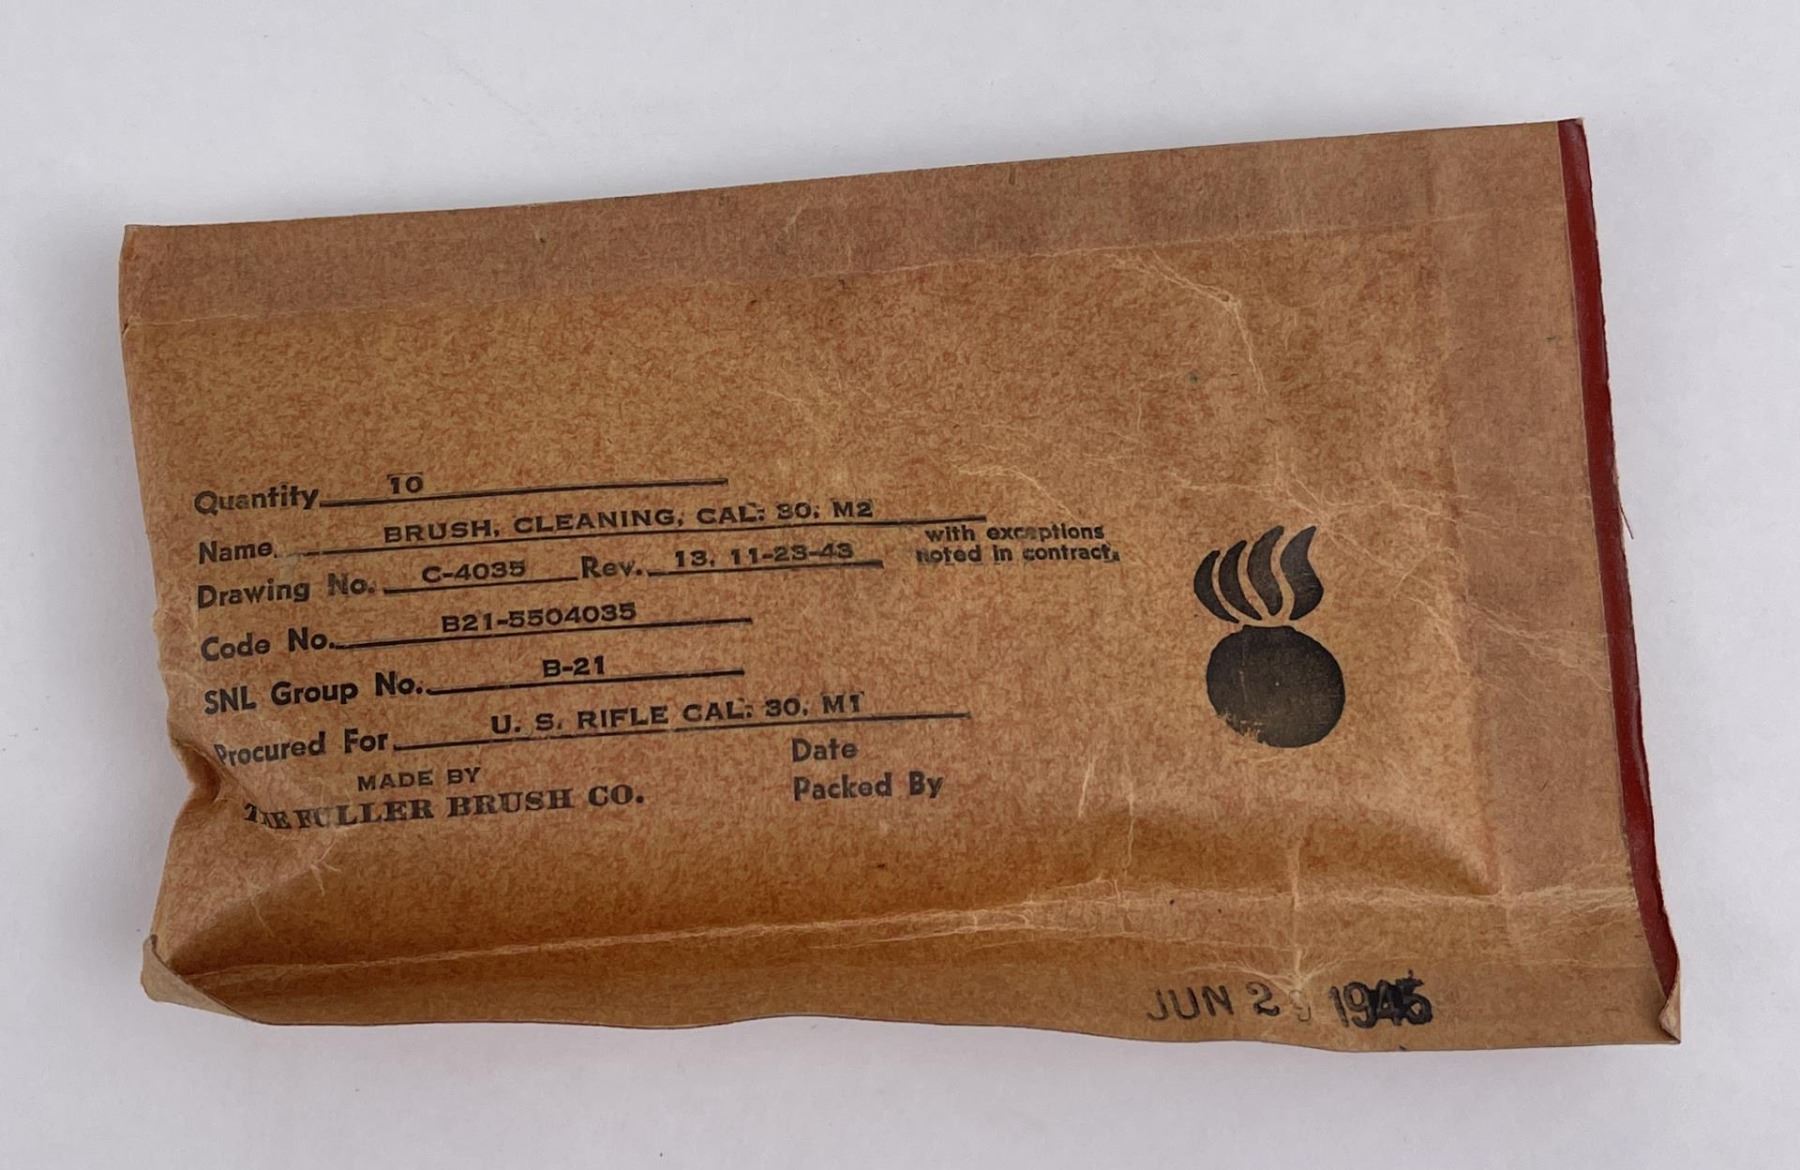 Quantity 10
Name BRUSH, CLEANING, CAL. 30, M2
Drawing No. C-4035 Rev. 13, 11-23-43 with exceptions noted in contract.
Code No. B21-5504035
SNL Group No. B-21
Procured For U. S. RIFLE CAL. 30, M1
MADE BY Date
THE FULLER BRUSH CO. Packed By
JUN 29 1945